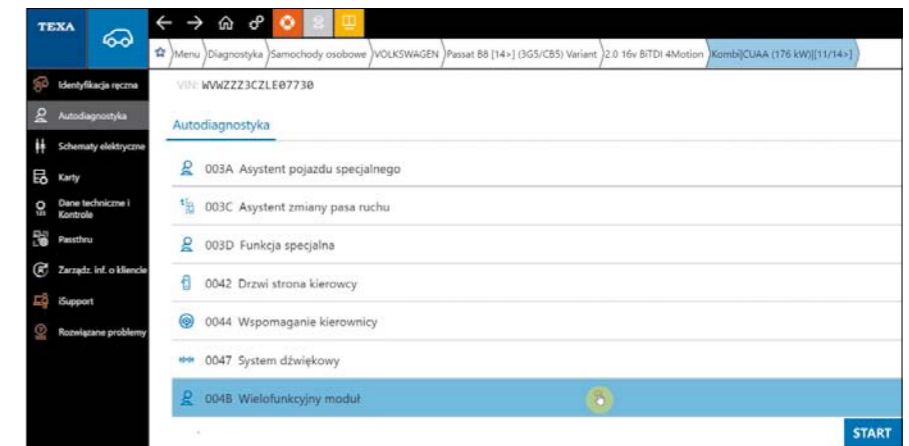 TEXA
Menu Diagnostyka Samochody osobowe VOLKSWAGEN Passat B8 [14>] (3G5/CB5) Variant 2.0 16v BiTDI 4Motion Kombi[CUAA (176 kW)][11/14>]
Identyfikacja ręczna
Autodiagnostyka
Schematy elektryczne
Karty
Dane techniczne i
Kontrole
Passthru
Zarządz. inf. o kliencie
iSupport
Rozwiązane problemy
VIN: WVWZZZ3CZLE07730
Autodiagnostyka
003A Asystent pojazdu specjalnego
003C Asystent zmiany pasa ruchu
003D Funkcja specjalna
0042 Drzwi strona kierowcy
0044 Wspomaganie kierownicy
0047 System dźwiękowy
004B Wielofunkcyjny moduł
START